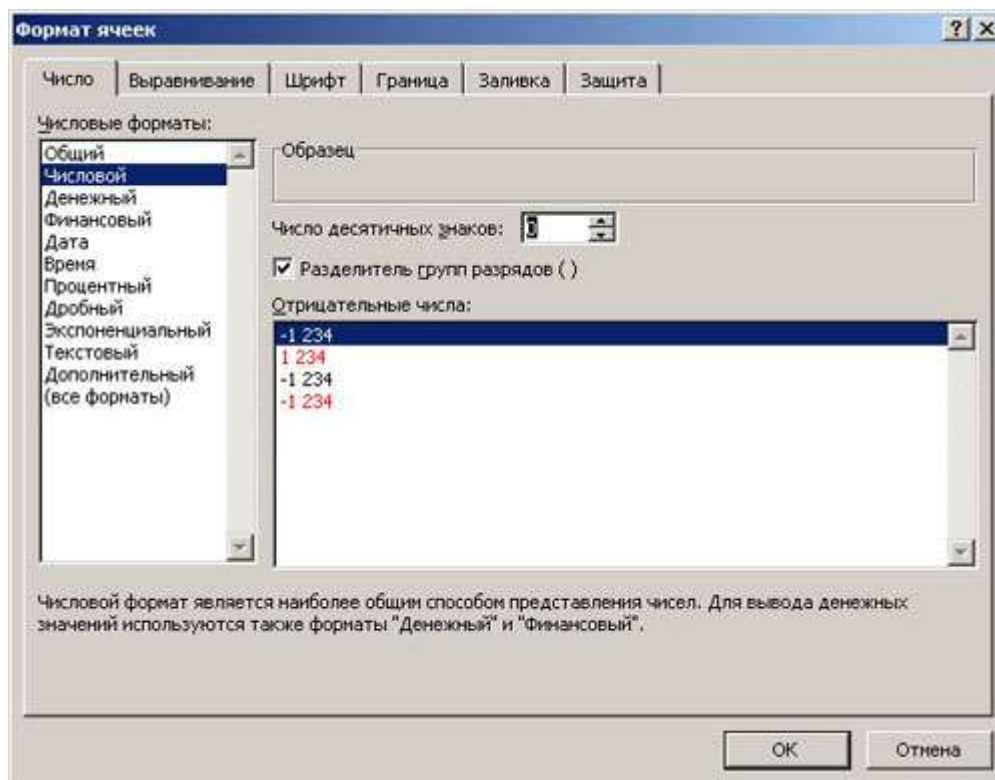 Формат ячеек
Число Выравнивание Шрифт Граница Заливка Защита
Числовые форматы:
Общий
Числовой
Денежный
Финансовый
Дата
Время
Процентный
Дробный
Экспоненциальный
Текстовый
Дополнительный
(все форматы)
Образец
Число десятичных знаков: 0
Разделитель групп разрядов ( )
Отрицательные числа:
-1 234
1 234
-1 234
-1 234
Числовой формат является наиболее общим способом представления чисел. Для вывода денежных
значений используются также форматы "Денежный" и "Финансовый".
ОК Отмена